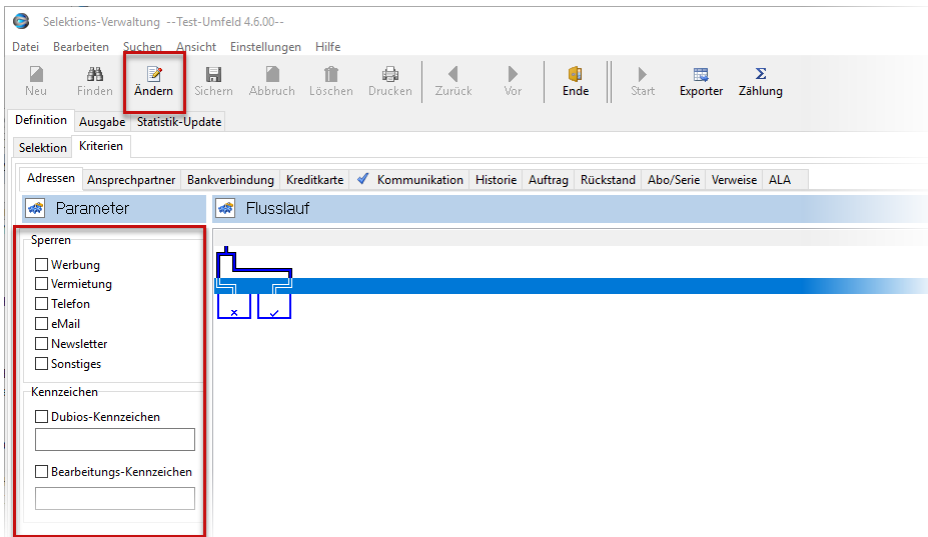 Selektions-Verwaltung --Test-Umfeld 4.6.00--
Datei Bearbeiten Suchen Ansicht Einstellungen Hilfe
Neu Finden Ändern Sichern Abbruch Löschen Drucken Zurück Vor Ende Start Exporter Zählung
Definition Ausgabe Statistik-Update
Selektion Kriterien
Adressen Ansprechpartner Bankverbindung Kreditkarte Kommunikation Historie Auftrag Rückstand Abo/Serie Verweise ALA
Parameter Flusslauf
Sperren
Werbung
Vermietung
Telefon
eMail
Newsletter
Sonstiges
Kennzeichen
Dubios-Kennzeichen
Bearbeitungs-Kennzeichen